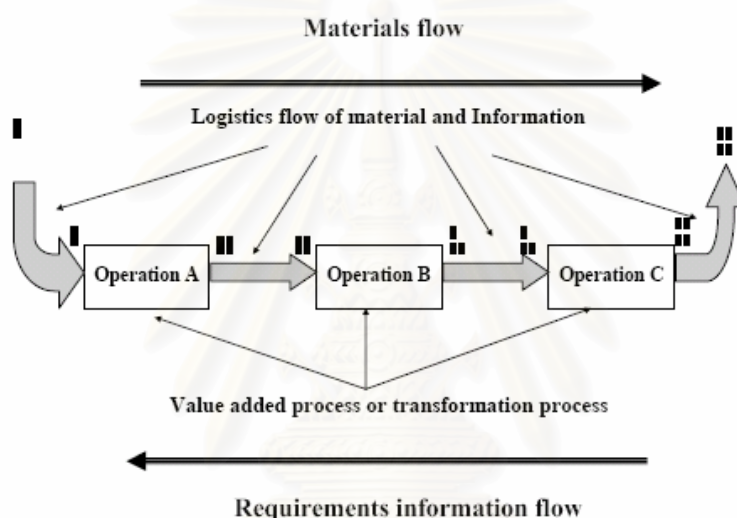 Materials flow
Logistics flow of material and Information
Operation A
Operation B
Operation C
Value added process or transformation process
Requirements information flow